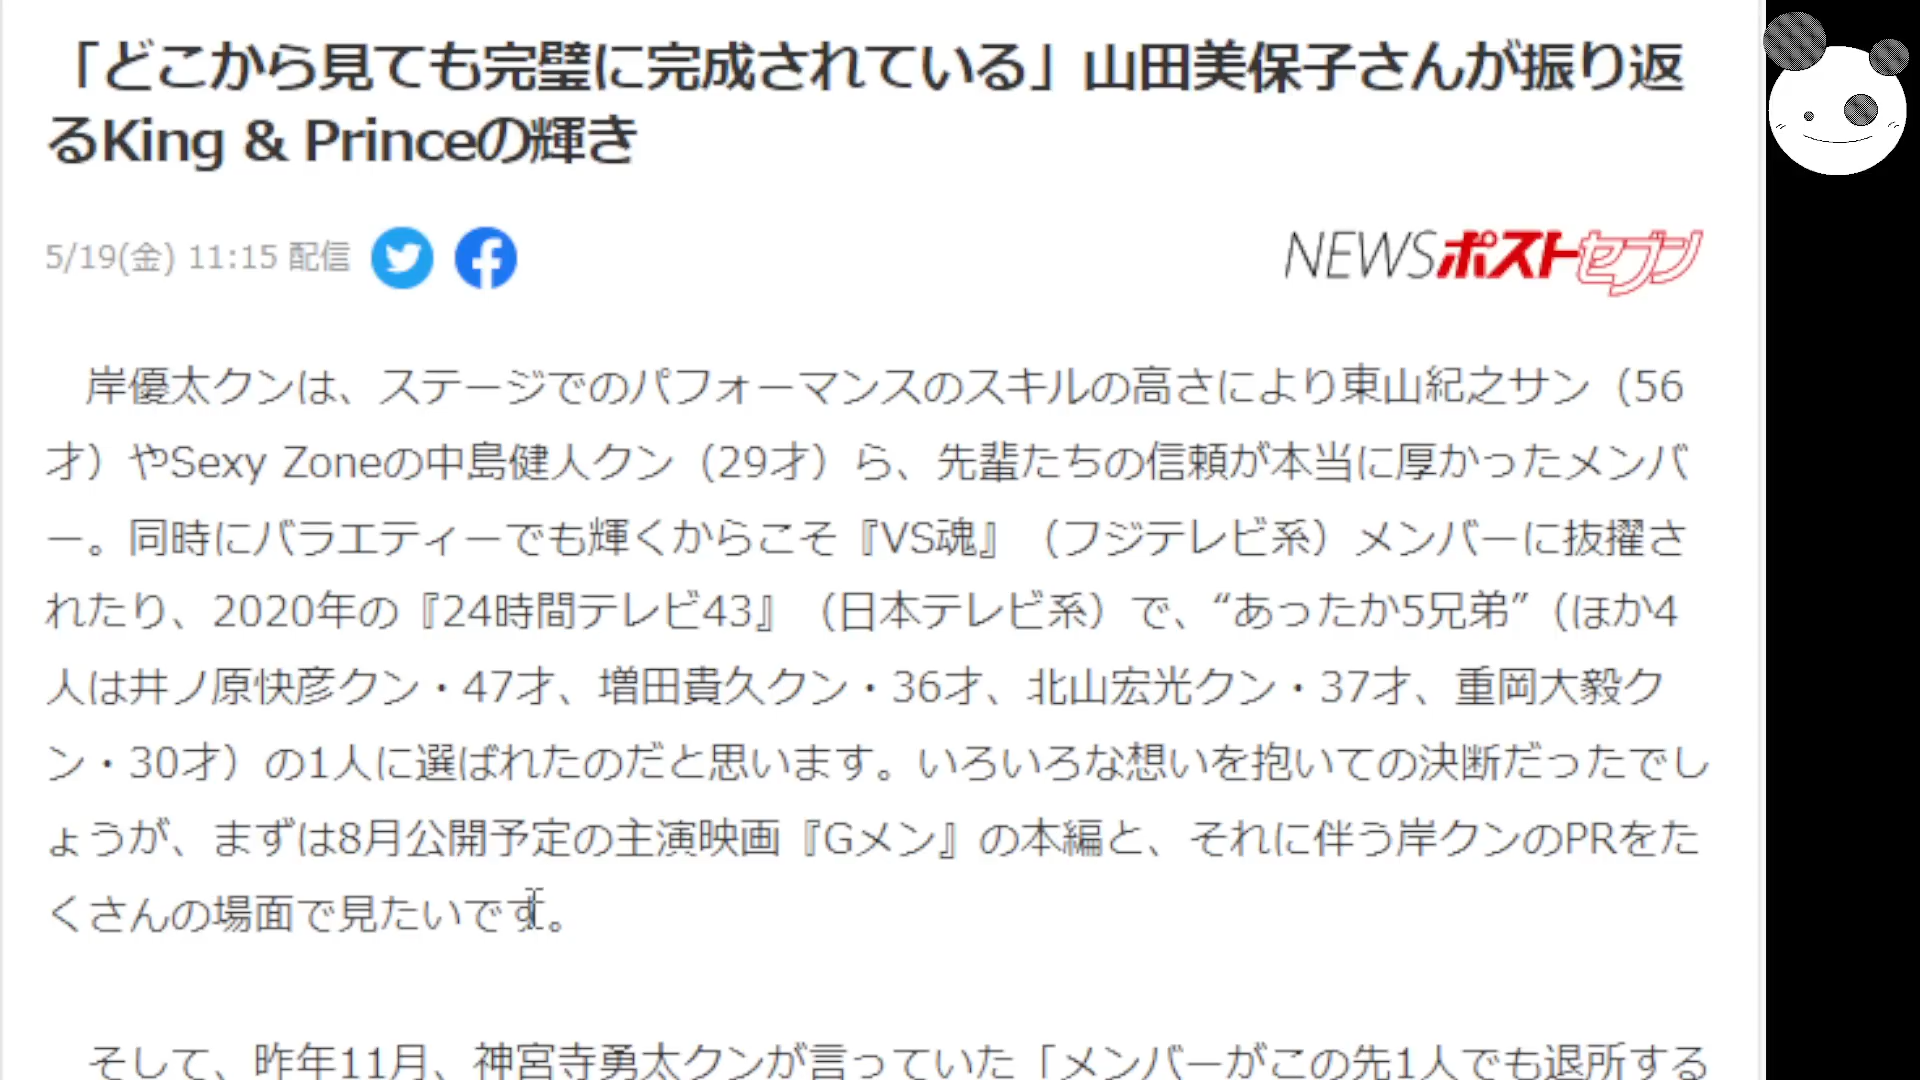 「どこから見ても完璧に完成されている」山田美保子さんが振り返
るKing & Princeの輝き
5/19(金) 11:15 配信
NEWSポストセブン
岸優太クンは、ステージでのパフォーマンスのスキルの高さにより東山紀之サン（56
才）やSexy Zoneの中島健人クン（29才）ら、先輩たちの信頼が本当に厚かったメンバ
ー。同時にバラエティーでも輝くからこそ『VS魂』（フジテレビ系）メンバーに抜擢さ
れたり、2020年の『24時間テレビ43』（日本テレビ系）で、“あったか5兄弟”（ほか4
人は井ノ原快彦クン・47才、増田貴久クン・36才、北山宏光クン・37才、重岡大毅ク
ン・30才）の1人に選ばれたのだと思います。いろいろな想いを抱いての決断だったでし
ょうが、まずは8月公開予定の主演映画『Gメン』の本編と、それに伴う岸クンのPRをた
くさんの場面で見たいです。
そして、昨年11月、神宮寺勇太クンが言っていた「メンバーがこの先1人でも退所する